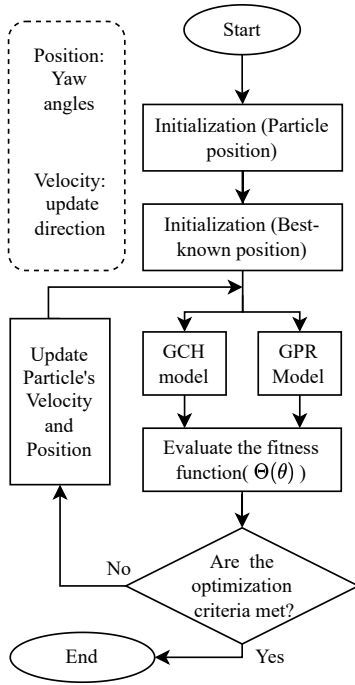 Start
Position:
Yaw
angles
Velocity:
update
direction
Initialization (Particle
position)
Initialization (Best-
known position)
GCH
model
GPR
Model
Update
Particle's
Velocity
and
Position
Evaluate the fitness
function( Θ(θ) )
Are the
optimization
criteria met?
No
Yes
End